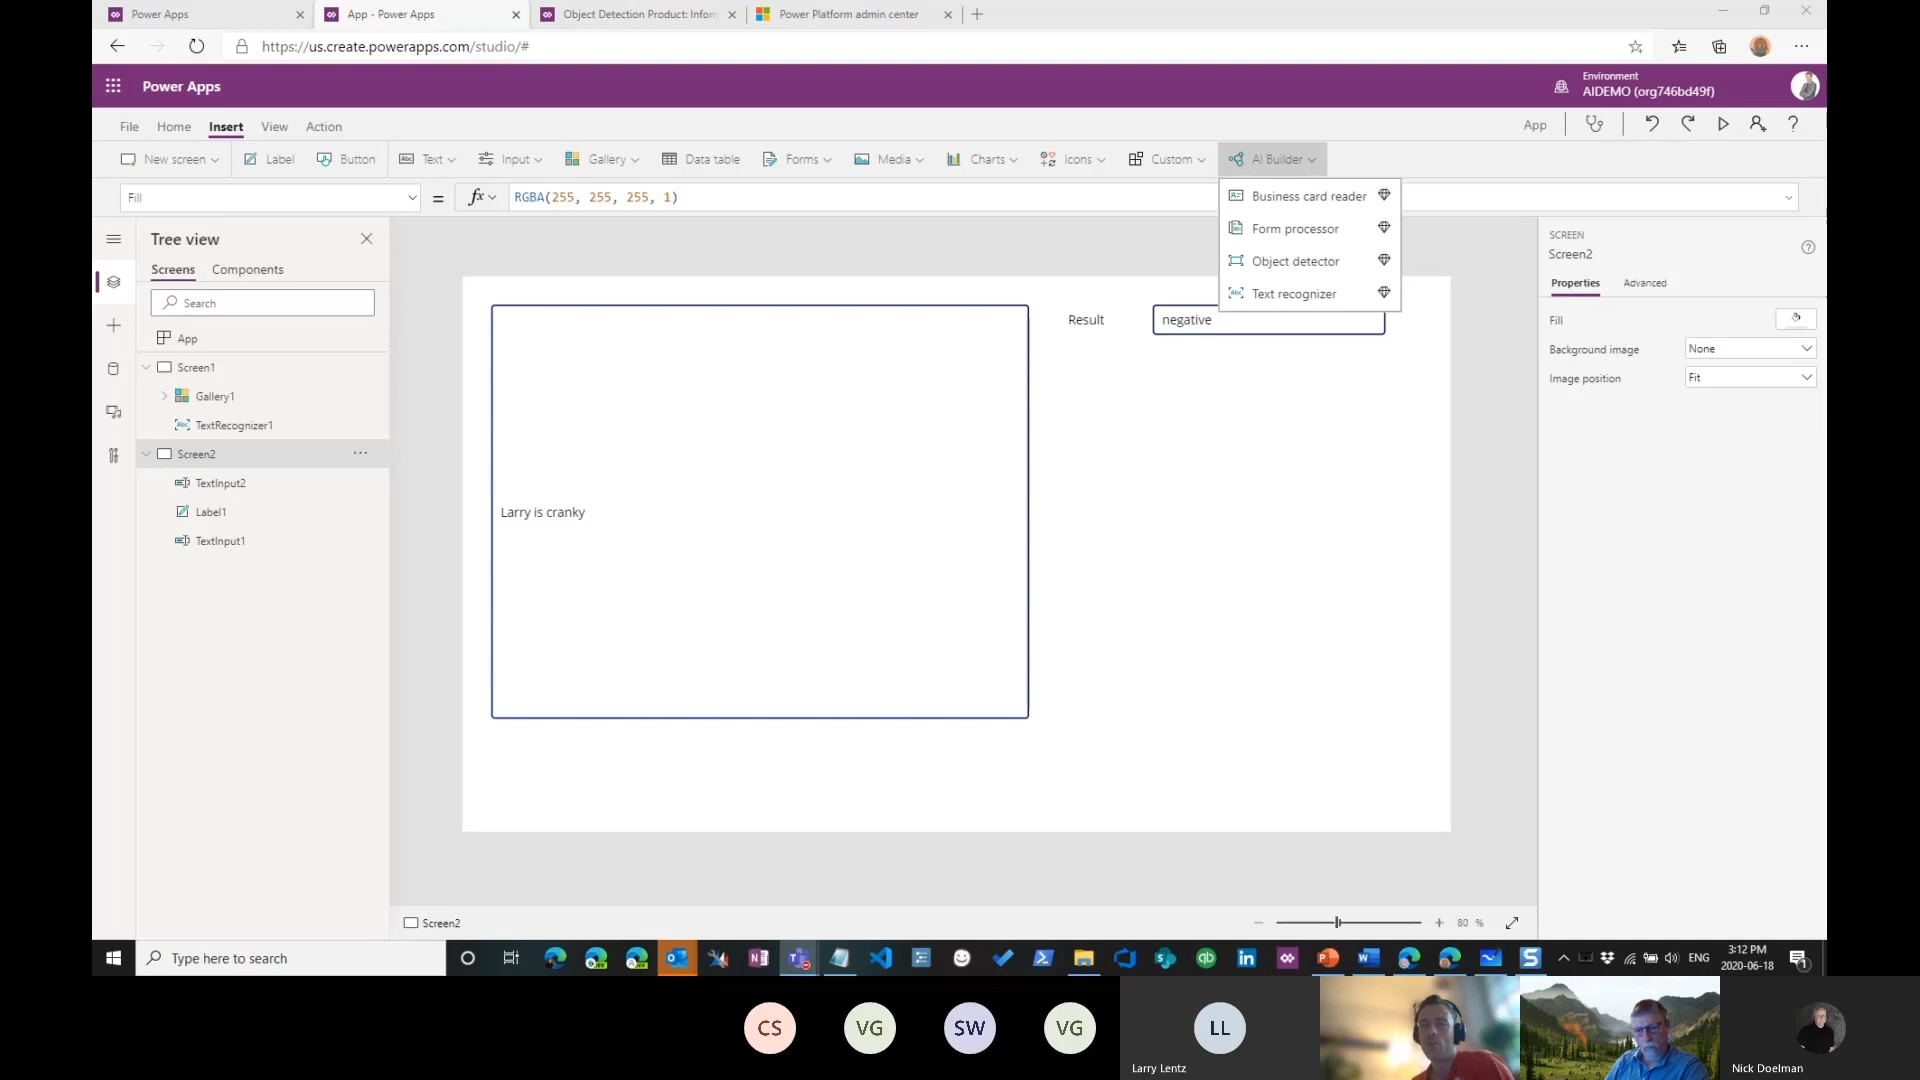 Power Apps
App - Power Apps
Object Detection Product: Inform
Power Platform admin center
https://us.create.powerapps.com/studio/#
Power Apps
Environment
AIDEMO (org746bd49f)
File Home Insert View Action
App
New screen Label Button Text Input Gallery Data table Forms Media Charts Icons Custom AI Builder
Fill = fx RGBA(255, 255, 255, 1)
Business card reader
Form processor
Object detector
Text recognizer
Tree view
Screens Components
Search
App
Screen1
Gallery1
TextRecognizer1
Screen2
TextInput2
Label1
TextInput1
Larry is cranky
Result negative
SCREEN
Screen2
Properties Advanced
Fill
Background image None
Image position Fit
Screen2
80 %
Type here to search
ENG
3:12 PM
2020-06-18
CS VG SW VG LL
Larry Lentz
Nick Doelman